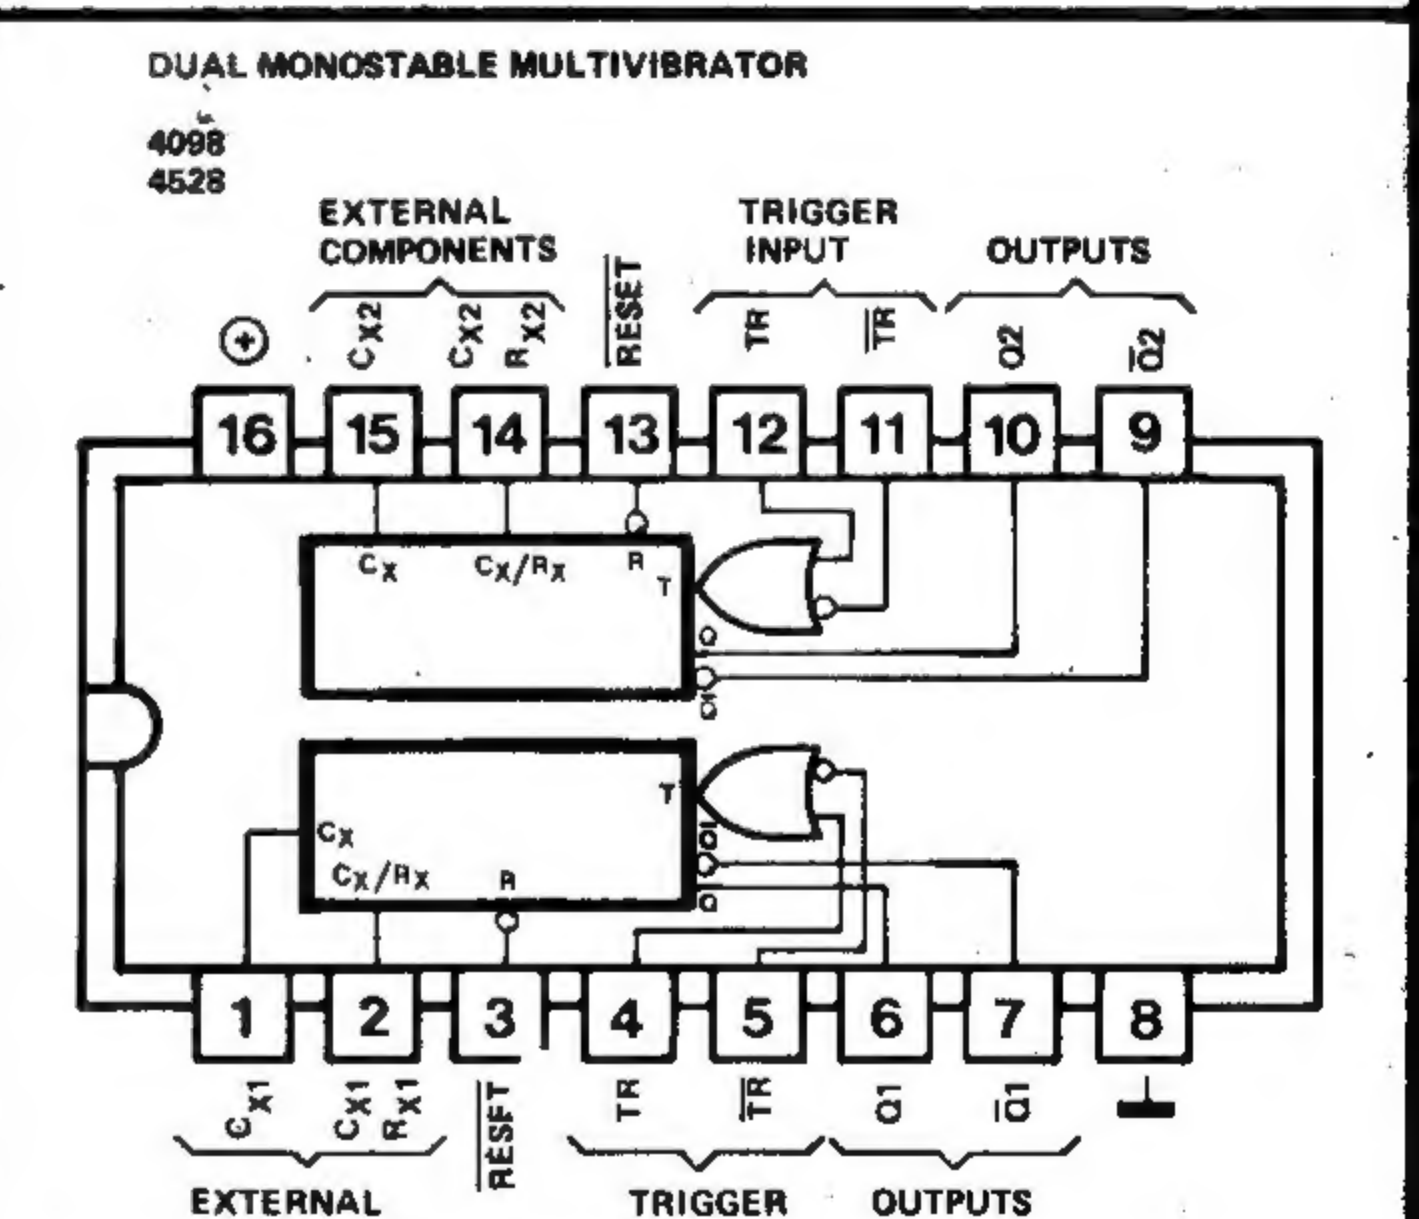 DUAL MONOSTABLE MULTIVIBRATOR
4098
4528
EXTERNAL
COMPONENTS
TRIGGER
INPUT
OUTPUTS
+
CX2
CX2
RX2
RESET
TR
TR
Q2
Q2
16
15
14
13
12
11
10
9
CX
CX/RX
R
T
Q
Q
T
CX
Q
CX/RX
R
Q
1
2
3
4
5
6
7
8
CX1
CX1
RX1
RESET
TR
TR
Q1
Q1
EXTERNAL
TRIGGER
OUTPUTS